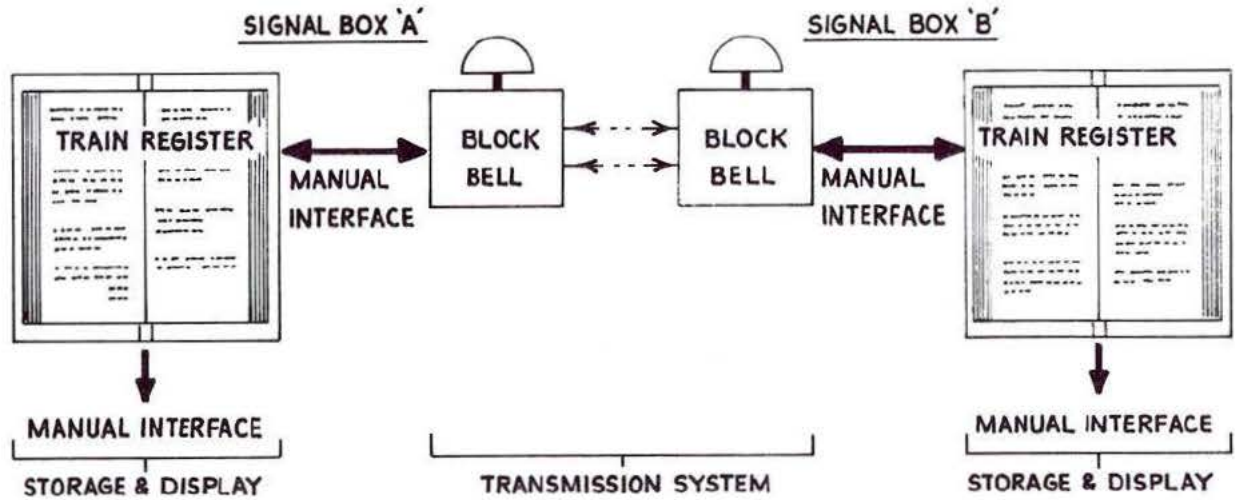 SIGNAL BOX 'A'
SIGNAL BOX 'B'
TRAIN REGISTER
BLOCK
BELL
BLOCK
BELL
TRAIN REGISTER
MANUAL
INTERFACE
MANUAL
INTERFACE
MANUAL INTERFACE
MANUAL INTERFACE
STORAGE & DISPLAY
TRANSMISSION SYSTEM
STORAGE & DISPLAY